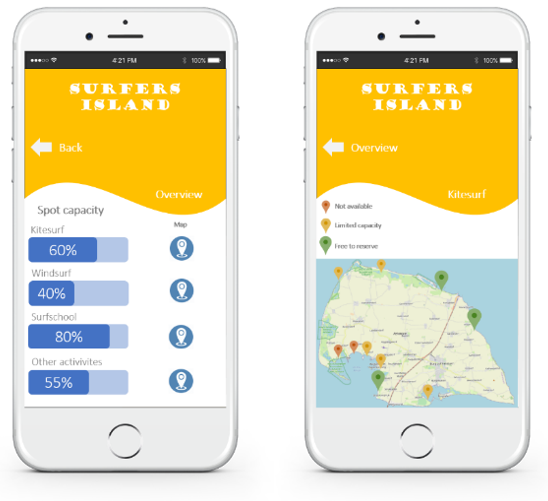 4:21 PM
100%
SURFERS
ISLAND
Back
Overview
Spot capacity
Map
Kitesurf
60%
Windsurf
40%
Surfschool
80%
Other activivites
55%
4:21 PM
100%
SURFERS
ISLAND
Overview
Kitesurf
Not available
Limited capacity
Free to reserve